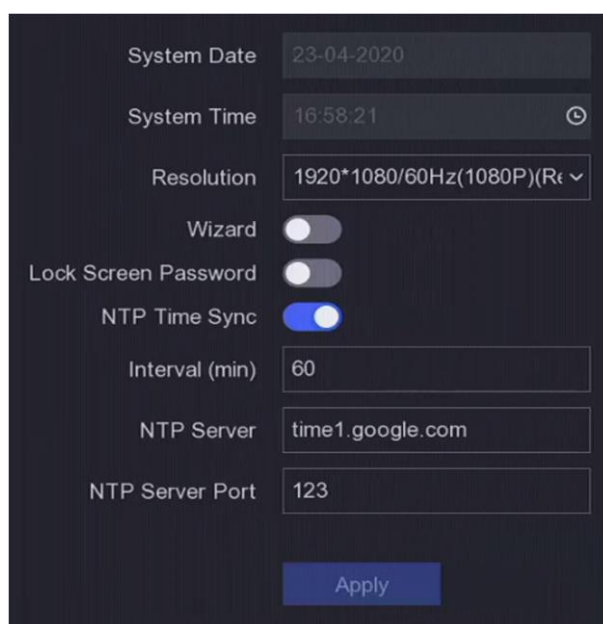 System Date 23-04-2020
System Time 16:58:21
Resolution 1920*1080/60Hz(1080P)(Re
Wizard
Lock Screen Password
NTP Time Sync
Interval (min) 60
NTP Server time1.google.com
NTP Server Port 123
Apply